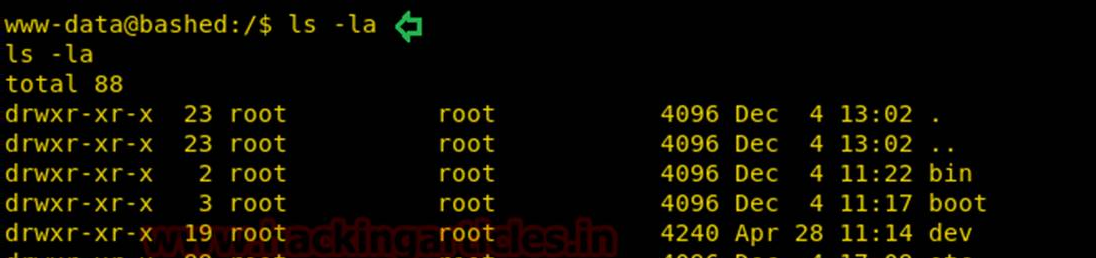 www-data@bashed:/$ ls -la
ls -la
total 88
drwxr-xr-x 23 root root 4096 Dec 4 13:02 .
drwxr-xr-x 23 root root 4096 Dec 4 13:02 ..
drwxr-xr-x 2 root root 4096 Dec 4 11:22 bin
drwxr-xr-x 3 root root 4096 Dec 4 11:17 boot
drwxr-xr-x 19 root root 4240 Apr 28 11:14 dev
www.hackingarticles.in